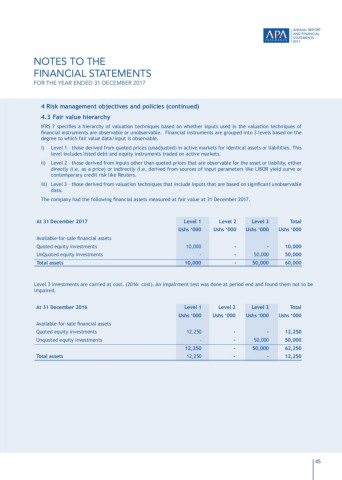 APA
INSURANCE
ANNUAL REPORT
AND FINANCIAL
STATEMENTS
2017
NOTES TO THE
FINANCIAL STATEMENTS
FOR THE YEAR ENDED 31 DECEMBER 2017
4 Risk management objectives and policies (continued)
4.3 Fair value hierarchy
IFRS 7 specifies a hierarchy of valuation techniques based on whether inputs used in the valuation techniques of
financial instruments are observable or unobservable. Financial instruments are grouped into 3 levels based on the
degree to which fair value data/input is observable.
i) Level 1 – those derived from quoted prices (unadjusted) in active markets for identical assets or liabilities. This
level includes listed debt and equity instruments traded on active markets.
ii) Level 2 – those derived from inputs other than quoted prices that are observable for the asset or liability, either
directly (i.e. as a price) or indirectly (i.e. derived from sources of input parameters like LIBOR yield curve or
contemporary credit risk like Reuters.
iii) Level 3 – those derived from valuation techniques that include inputs that are based on significant unobservable
data.
The company had the following financial assets measured at fair value at 31 December 2017.
At 31 December 2017 Level 1 Level 2 Level 3 Total
Ushs '000 Ushs '000 Ushs '000 Ushs '000
Available-for-sale financial assets
Quoted equity investments 10,000 - - 10,000
UnQuoted equity investments - - 50,000 50,000
Total assets 10,000 - 50,000 60,000
Level 3 investments are carried at cost. (2016: cost). An impairment test was done at period end and found them not to be
impaired.
At 31 December 2016 Level 1 Level 2 Level 3 Total
Ushs '000 Ushs '000 Ushs '000 Ushs '000
Available-for-sale financial assets
Quoted equity investments 12,250 - - 12,250
Unquoted equity investments - - 50,000 50,000
12,250 - 50,000 62,250
Total assets 12,250 - - 12,250
45